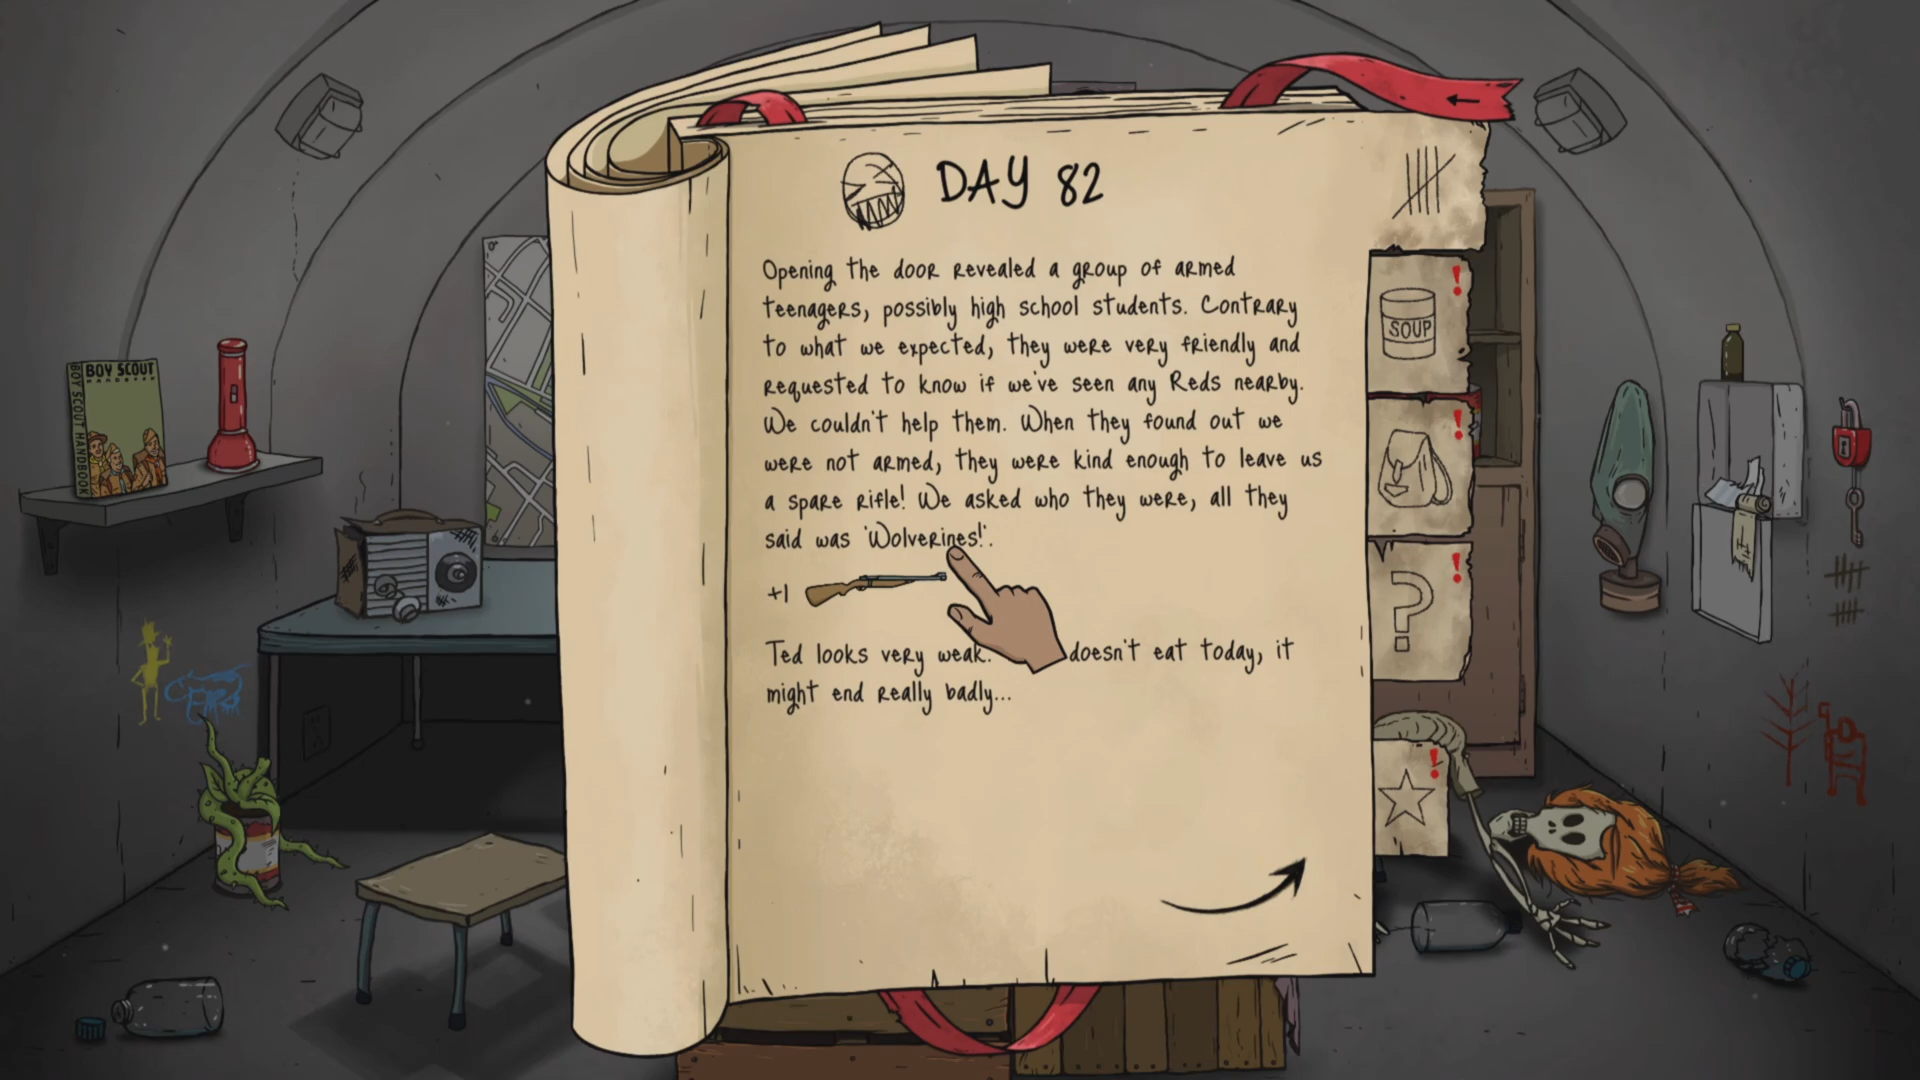 DAY 82
Opening the door revealed a group of armed
teenagers, possibly high school students. Contrary
to what we expected, they were very friendly and
requested to know if we've seen any Reds nearby.
We couldn't help them. When they found out we
were not armed, they were kind enough to leave us
a spare rifle! We asked who they were, all they
said was 'Wolverines!'.
+1
Ted looks very weak. doesn't eat today, it
might end really badly...
SOUP
!
!
?
!
!
BOY SCOUT
HANDBOOK
BOY SCOUT HANDBOOK